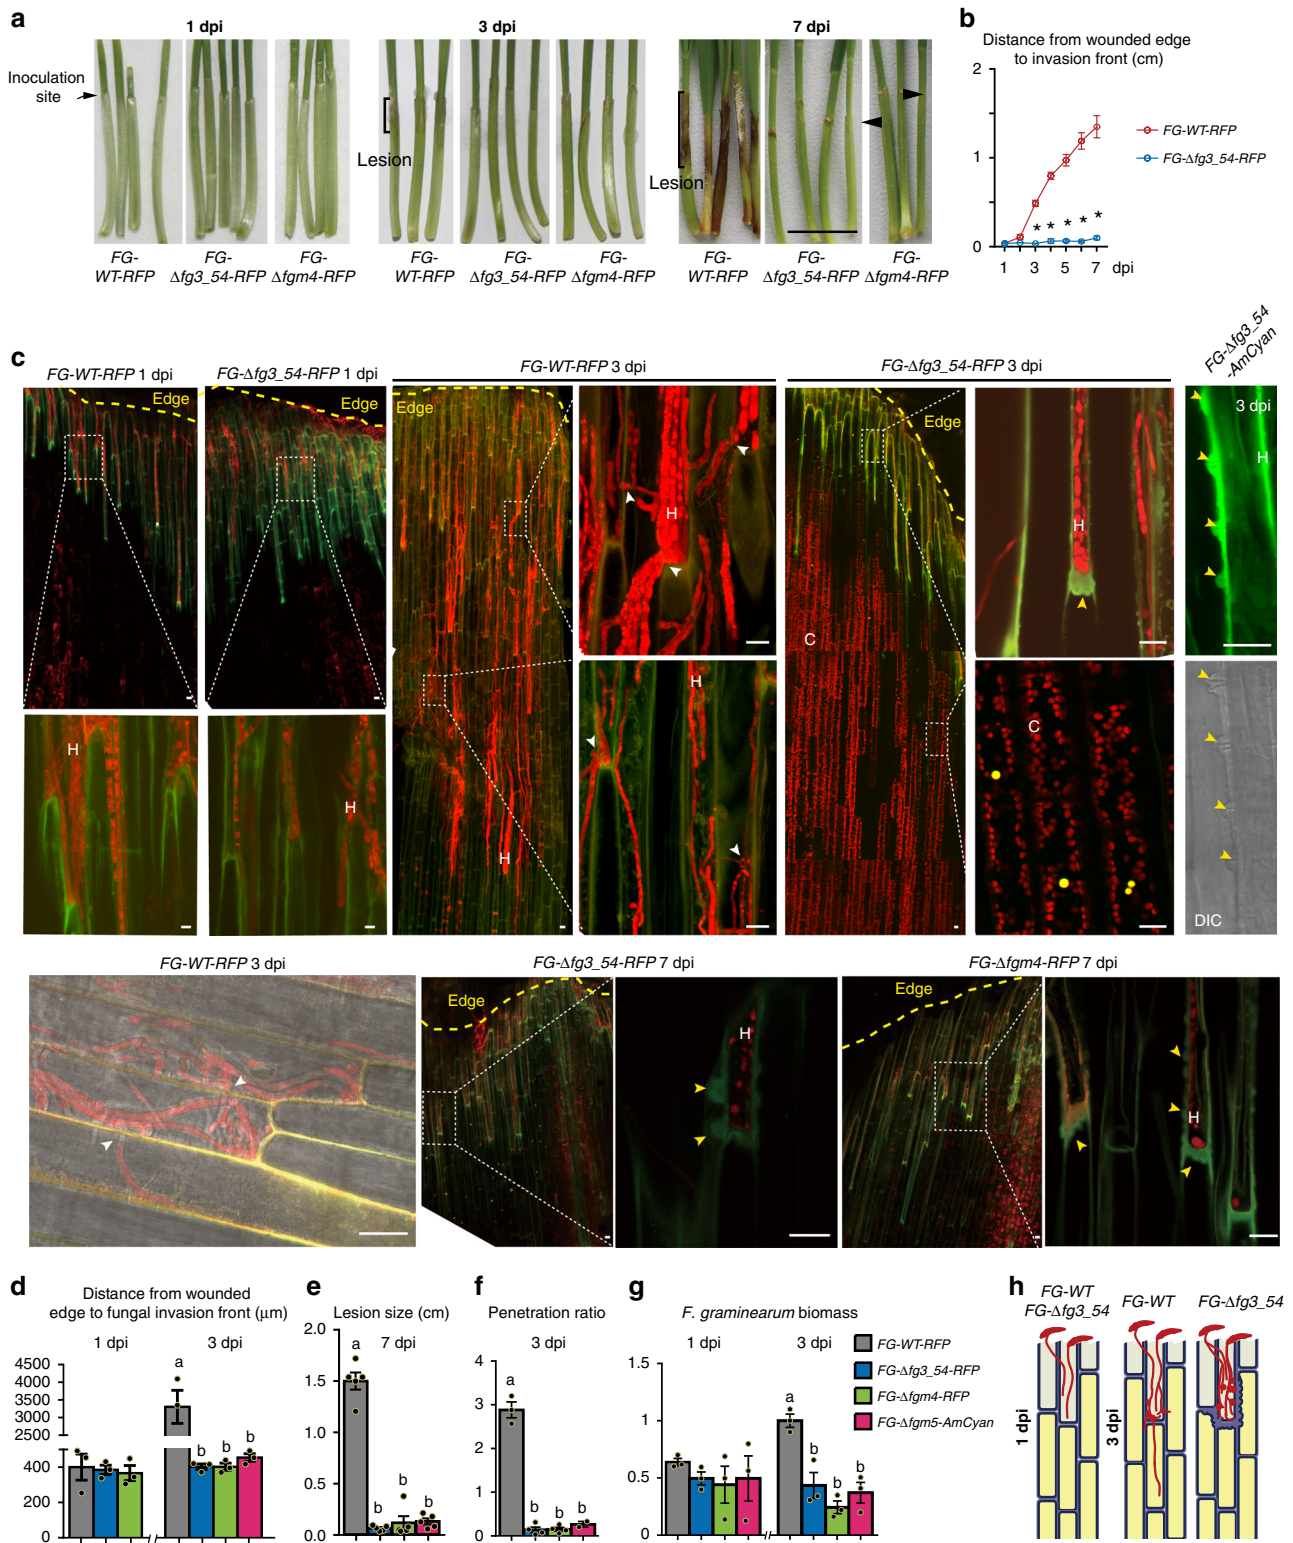 a
1 dpi
3 dpi
7 dpi
Inoculation
site
Lesion
Lesion
FG-
WT-RFP
FG-
Δfg3_54-RFP
FG-
Δfgm4-RFP
FG-
WT-RFP
FG-
Δfg3_54-RFP
FG-
Δfgm4-RFP
FG-
WT-RFP
FG-
Δfg3_54-RFP
FG-
Δfgm4-RFP
b
Distance from wounded edge
to invasion front (cm)
2
1
0
* * * * *
1 3 5 7 dpi
FG-WT-RFP
FG-Δfg3_54-RFP
c
FG-WT-RFP 1 dpi
FG-Δfg3_54-RFP 1 dpi
FG-WT-RFP 3 dpi
FG-Δfg3_54-RFP 3 dpi
FG-Δfg3_54
-AmCyan
Edge
Edge
Edge
Edge
3 dpi
H
H
H
C
H
H
H
H
C
DIC
FG-WT-RFP 3 dpi
FG-Δfg3_54-RFP 7 dpi
FG-Δfgm4-RFP 7 dpi
Edge
Edge
H
H
d
Distance from wounded
edge to fungal invasion front (μm)
1 dpi
3 dpi
4500
4000
3500
3000
2500
400
200
0
a
b b b
e
Lesion size (cm)
7 dpi
2.0
1.5
1.0
0.5
0.0
a
b
b
b
f
Penetration ratio
3 dpi
4
3
2
1
0
a
b b b
g
F. graminearum biomass
1 dpi
3 dpi
1.5
1
0.5
0
a
b
b
b
FG-WT-RFP
FG-Δfg3_54-RFP
FG-Δfgm4-RFP
FG-Δfgm5-AmCyan
h
FG-WT
FG-Δfg3_54
FG-WT
FG-Δfg3_54
1 dpi
3 dpi